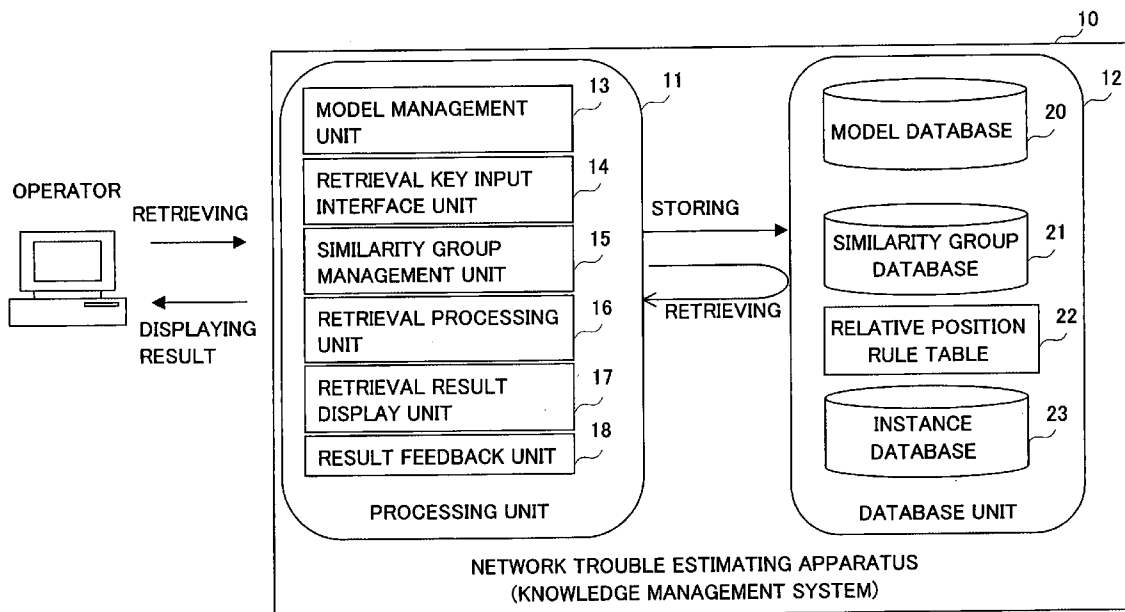 10
11
12
13
MODEL MANAGEMENT
UNIT
14
RETRIEVAL KEY INPUT
INTERFACE UNIT
15
SIMILARITY GROUP
MANAGEMENT UNIT
16
RETRIEVAL PROCESSING
UNIT
17
RETRIEVAL RESULT
DISPLAY UNIT
18
RESULT FEEDBACK UNIT
PROCESSING UNIT
OPERATOR
RETRIEVING
DISPLAYING
RESULT
STORING
RETRIEVING
MODEL DATABASE
20
SIMILARITY GROUP
DATABASE
21
RELATIVE POSITION
RULE TABLE
22
INSTANCE
DATABASE
23
DATABASE UNIT
NETWORK TROUBLE ESTIMATING APPARATUS
(KNOWLEDGE MANAGEMENT SYSTEM)